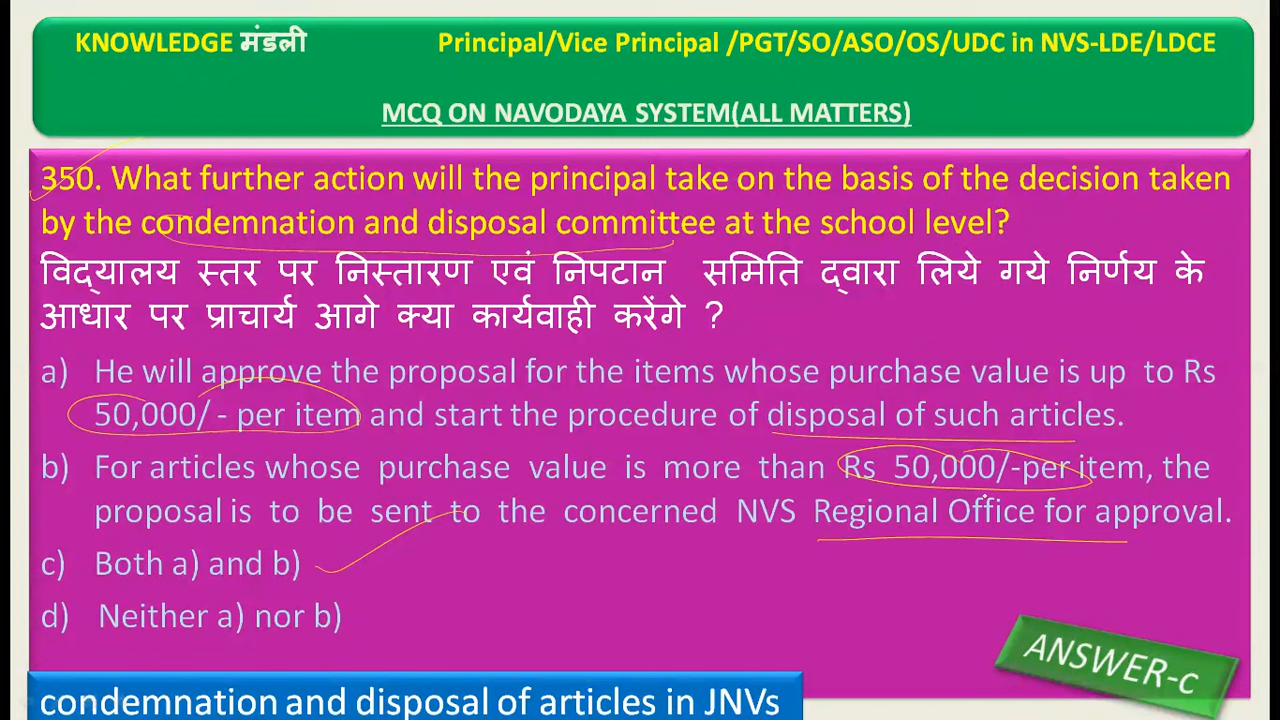 KNOWLEDGE मंडली Principal/Vice Principal /PGT/SO/ASO/OS/UDC in NVS-LDE/LDCE
MCQ ON NAVODAYA SYSTEM(ALL MATTERS)
350. What further action will the principal take on the basis of the decision taken
by the condemnation and disposal committee at the school level?
विद्यालय स्तर पर निस्तारण एवं निपटान समिति द्वारा लिये गये निर्णय के
आधार पर प्राचार्य आगे क्या कार्यवाही करेंगे ?
a) He will approve the proposal for the items whose purchase value is up to Rs
50,000/- per item and start the procedure of disposal of such articles.
b) For articles whose purchase value is more than Rs 50,000/-per item, the
proposal is to be sent to the concerned NVS Regional Office for approval.
c) Both a) and b)
d) Neither a) nor b)
ANSWER-c
condemnation and disposal of articles in JNVs